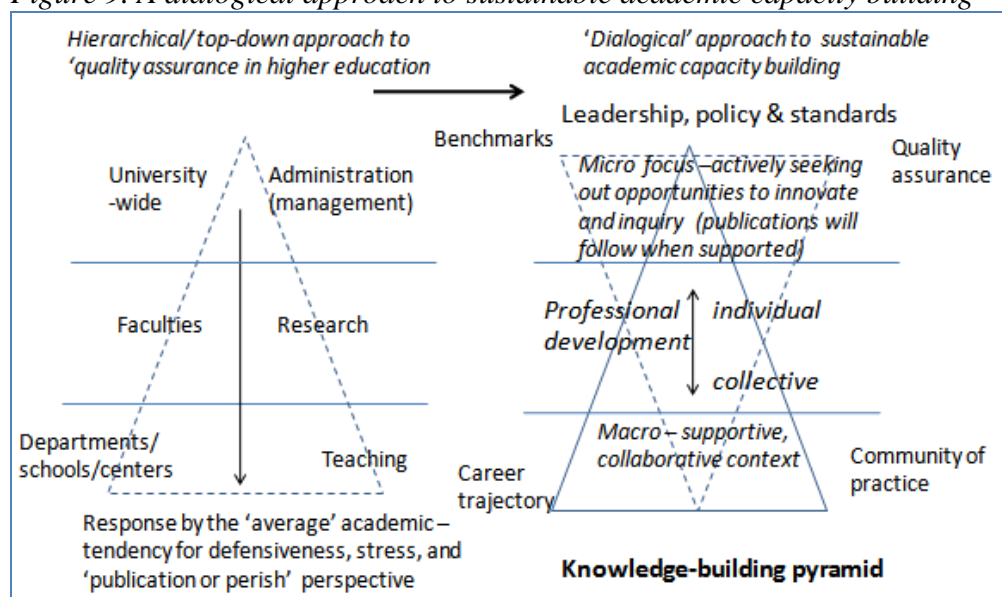 Figure 9: A dialogical approach to sustainable academic capacity building
Hierarchical/top-down approach to
‘quality assurance in higher education
‘Dialogical’ approach to sustainable
academic capacity building
Leadership, policy & standards
Benchmarks
Quality
assurance
University
-wide
Administration
(management)
Micro focus –actively seeking
out opportunities to innovate
and inquiry (publications will
follow when supported)
Faculties
Research
Professional
development
individual
collective
Departments/
schools/centers
Teaching
Macro – supportive,
collaborative context
Career
trajectory
Community of
practice
Response by the ‘average’ academic –
tendency for defensiveness, stress, and
‘publication or perish’ perspective
Knowledge-building pyramid